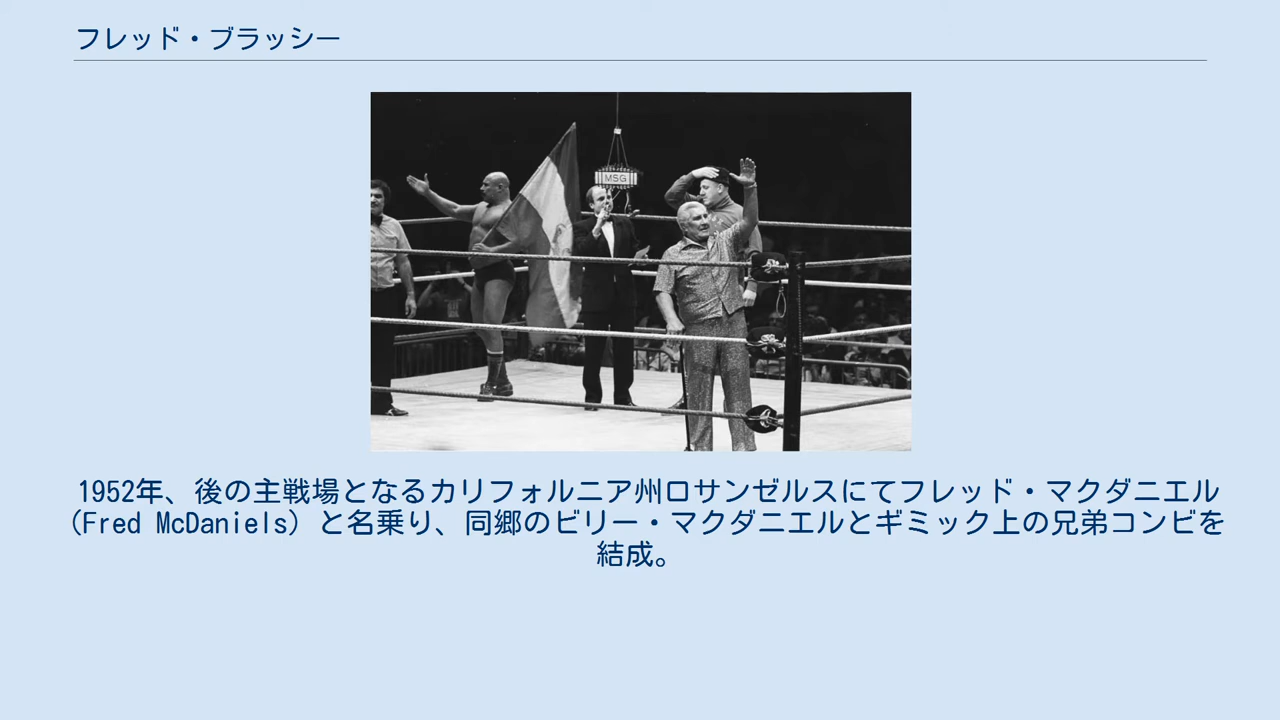 フレッド・ブラッシー
MSG
1952年、後の主戦場となるカリフォルニア州ロサンゼルスにてフレッド・マクダニエル
(Fred McDaniels) と名乗り、同郷のビリー・マクダニエルとギミック上の兄弟コンビを
結成。